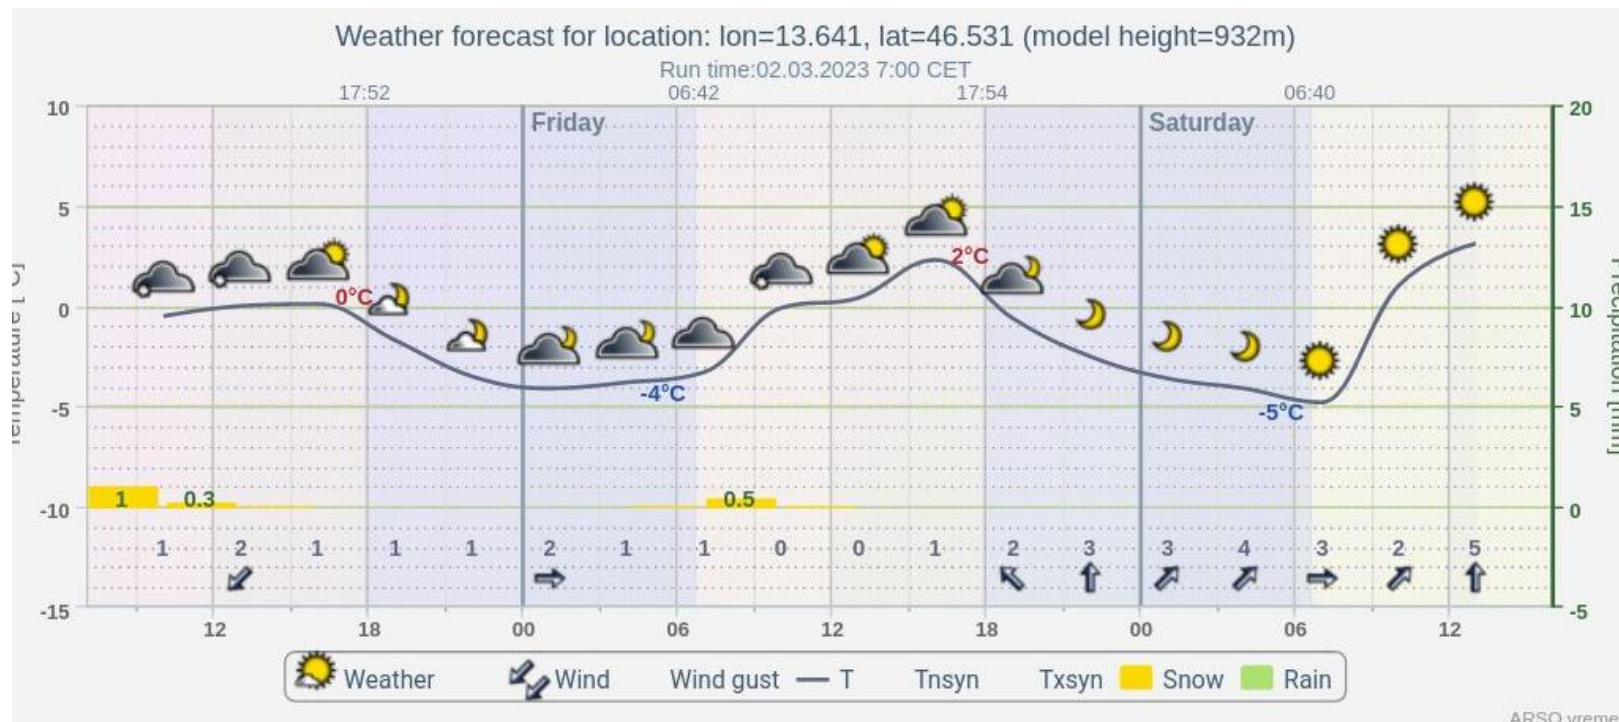 Weather forecast for location: lon=13.641, lat=46.531 (model height=932m)
Run time:02.03.2023 7:00 CET
17:52 06:42 17:54 06:40
Friday Saturday
10 20
5 15
0 10
-5 5
-10 0
-15 -5
0°C -4°C 2°C -5°C
1 0.3 0.5
1 2 1 1 1 2 1 1 0 0 1 2 3 3 4 3 2 5
12 18 00 06 12 18 00 06 12
Weather Wind Wind gust T Tnsyn Txsyn Snow Rain